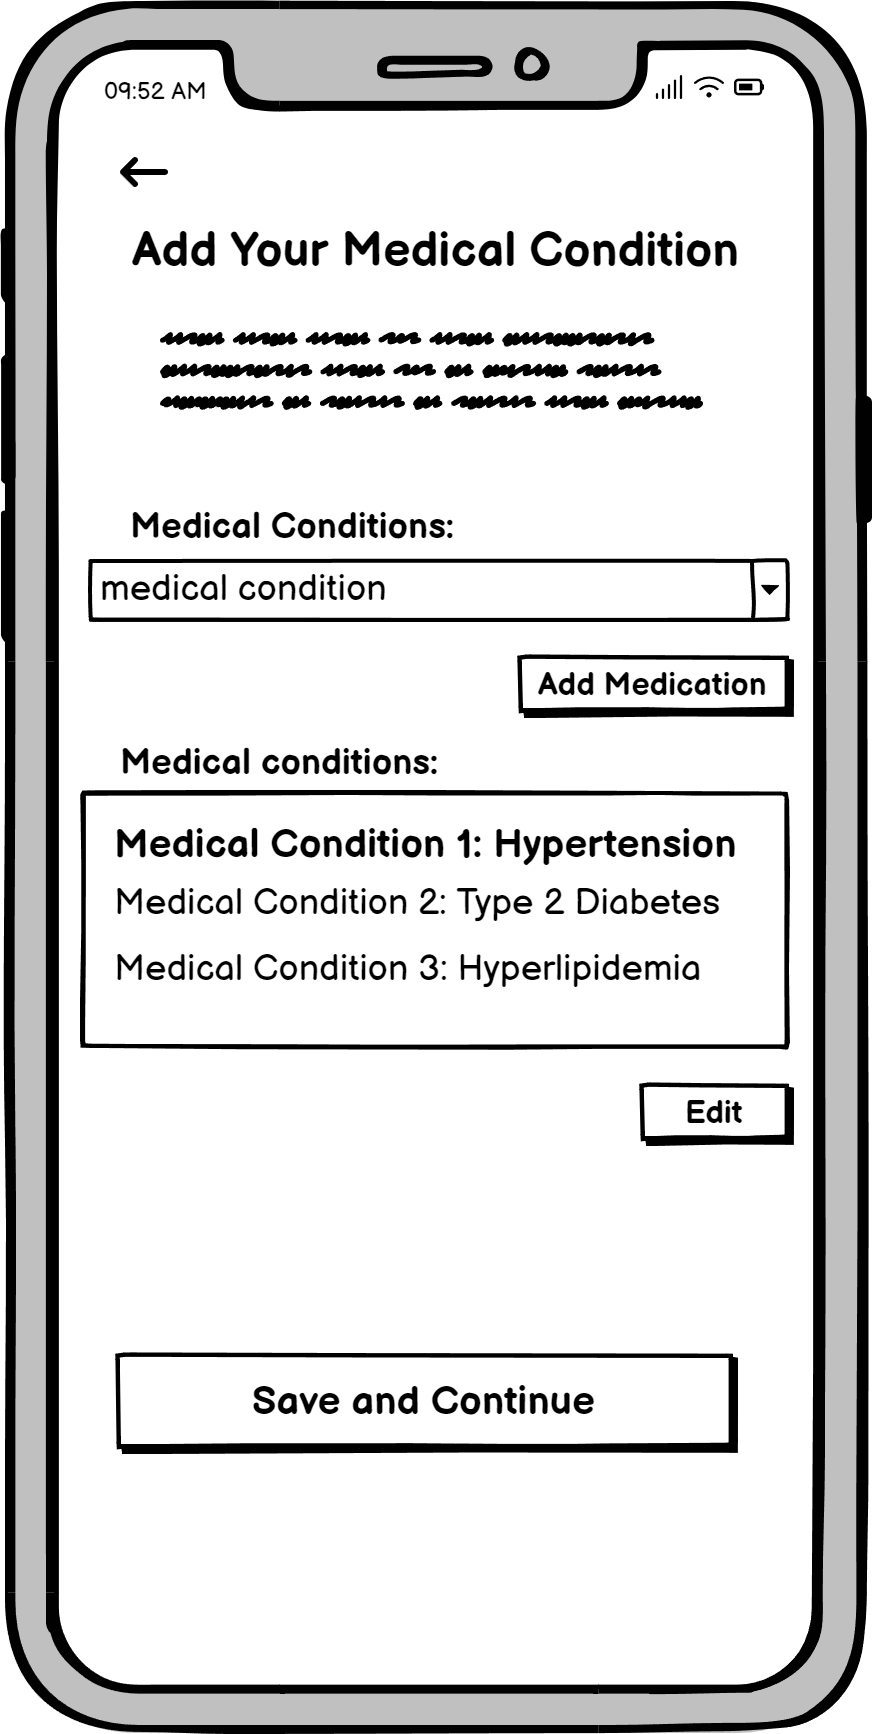 09:52 AM
Add Your Medical Condition
Medical Conditions:
medical condition
Add Medication
Medical conditions:
Medical Condition 1: Hypertension
Medical Condition 2: Type 2 Diabetes
Medical Condition 3: Hyperlipidemia
Edit
Save and Continue